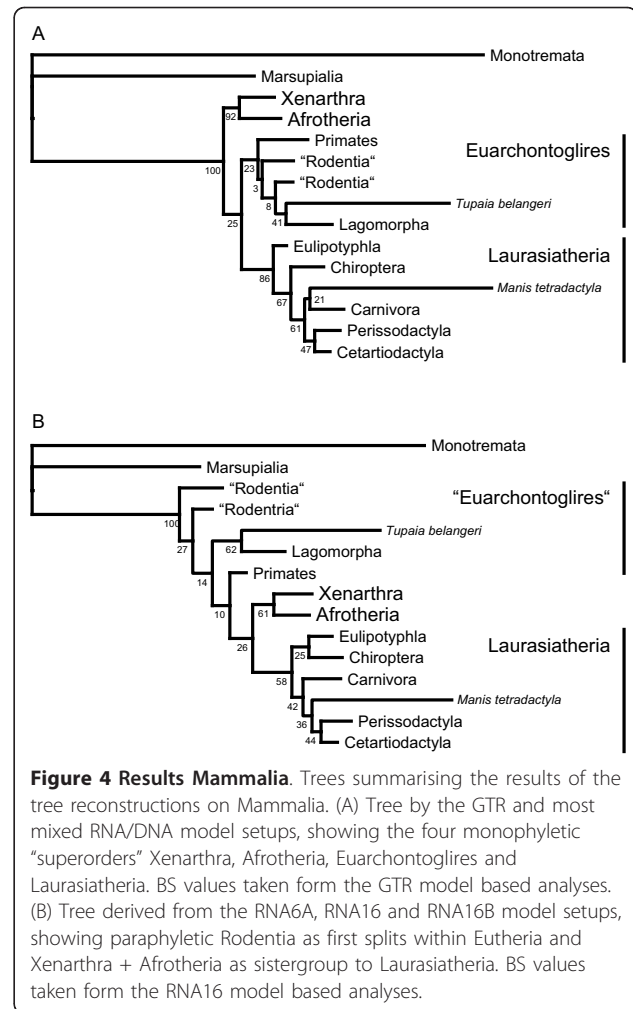 A
Monotremata
Marsupialia
Xenarthra
92
Afrotheria
100
Primates
Euarchontoglires
23
"Rodentia"
3
"Rodentia"
8
Tupaia belangeri
41
Lagomorpha
25
Eulipotyphla
Laurasiatheria
86
Chiroptera
67
Manis tetradactyla
21
Carnivora
61
Perissodactyla
47
Cetartiodactyla
B
Monotremata
Marsupialia
"Rodentia"
"Euarchontoglires"
100
"Rodentria"
27
Tupaia belangeri
62
Lagomorpha
14
Primates
10
Xenarthra
61
Afrotheria
26
Eulipotyphla
Laurasiatheria
25
Chiroptera
58
Carnivora
42
Manis tetradactyla
36
Perissodactyla
44
Cetartiodactyla
Figure 4 Results Mammalia. Trees summarising the results of the
tree reconstructions on Mammalia. (A) Tree by the GTR and most
mixed RNA/DNA model setups, showing the four monophyletic
"superorders" Xenarthra, Afrotheria, Euarchontoglires and
Laurasiatheria. BS values taken form the GTR model based analyses.
(B) Tree derived from the RNA6A, RNA16 and RNA16B model setups,
showing paraphyletic Rodentia as first splits within Eutheria and
Xenarthra + Afrotheria as sistergroup to Laurasiatheria. BS values
taken form the RNA16 model based analyses.